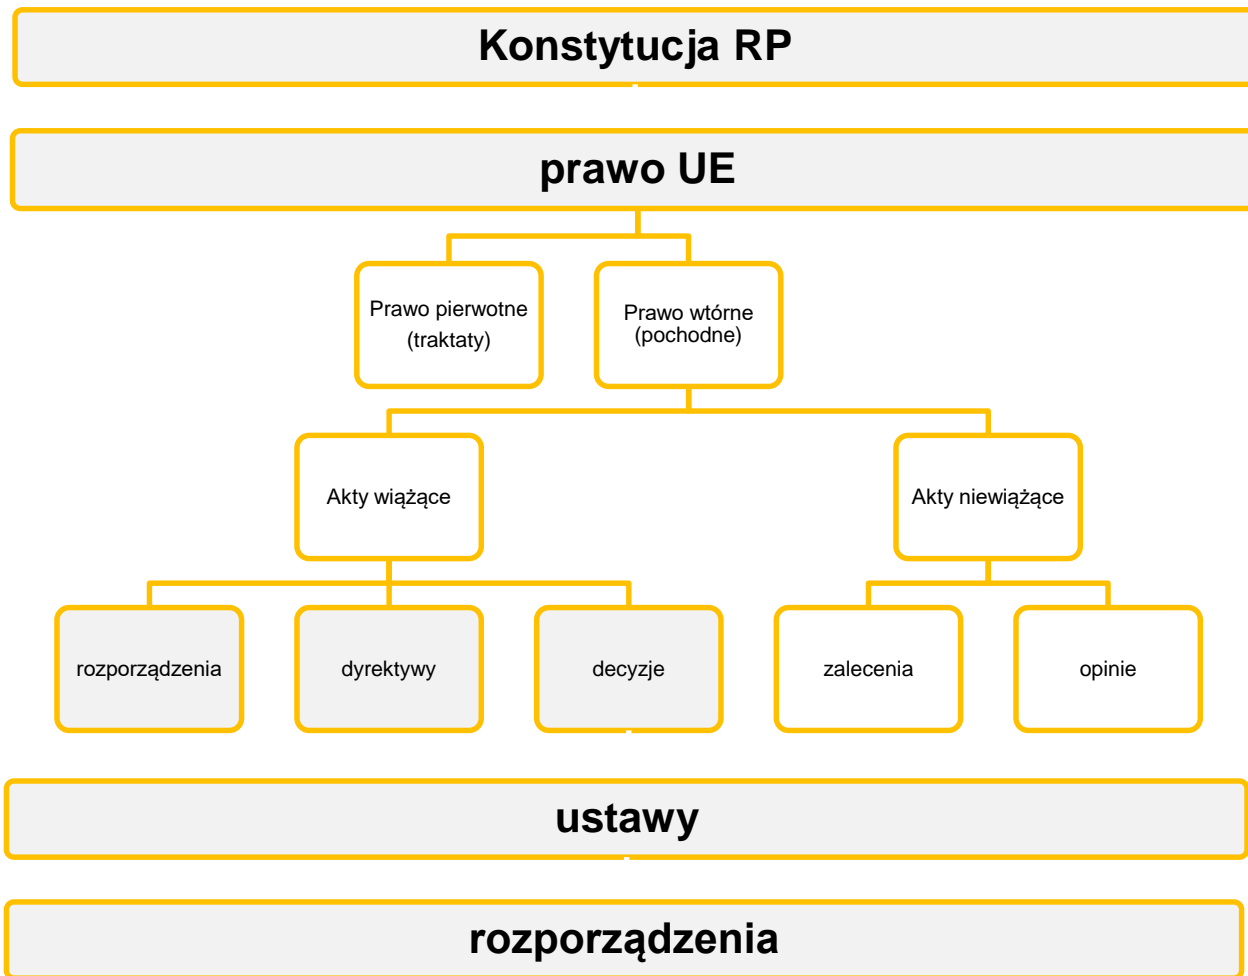 Konstytucja RP
prawo UE
Prawo pierwotne
(traktaty)
Prawo wtórne
(pochodne)
Akty wiążące
Akty niewiążące
rozporządzenia
dyrektywy
decyzje
zalecenia
opinie
ustawy
rozporządzenia